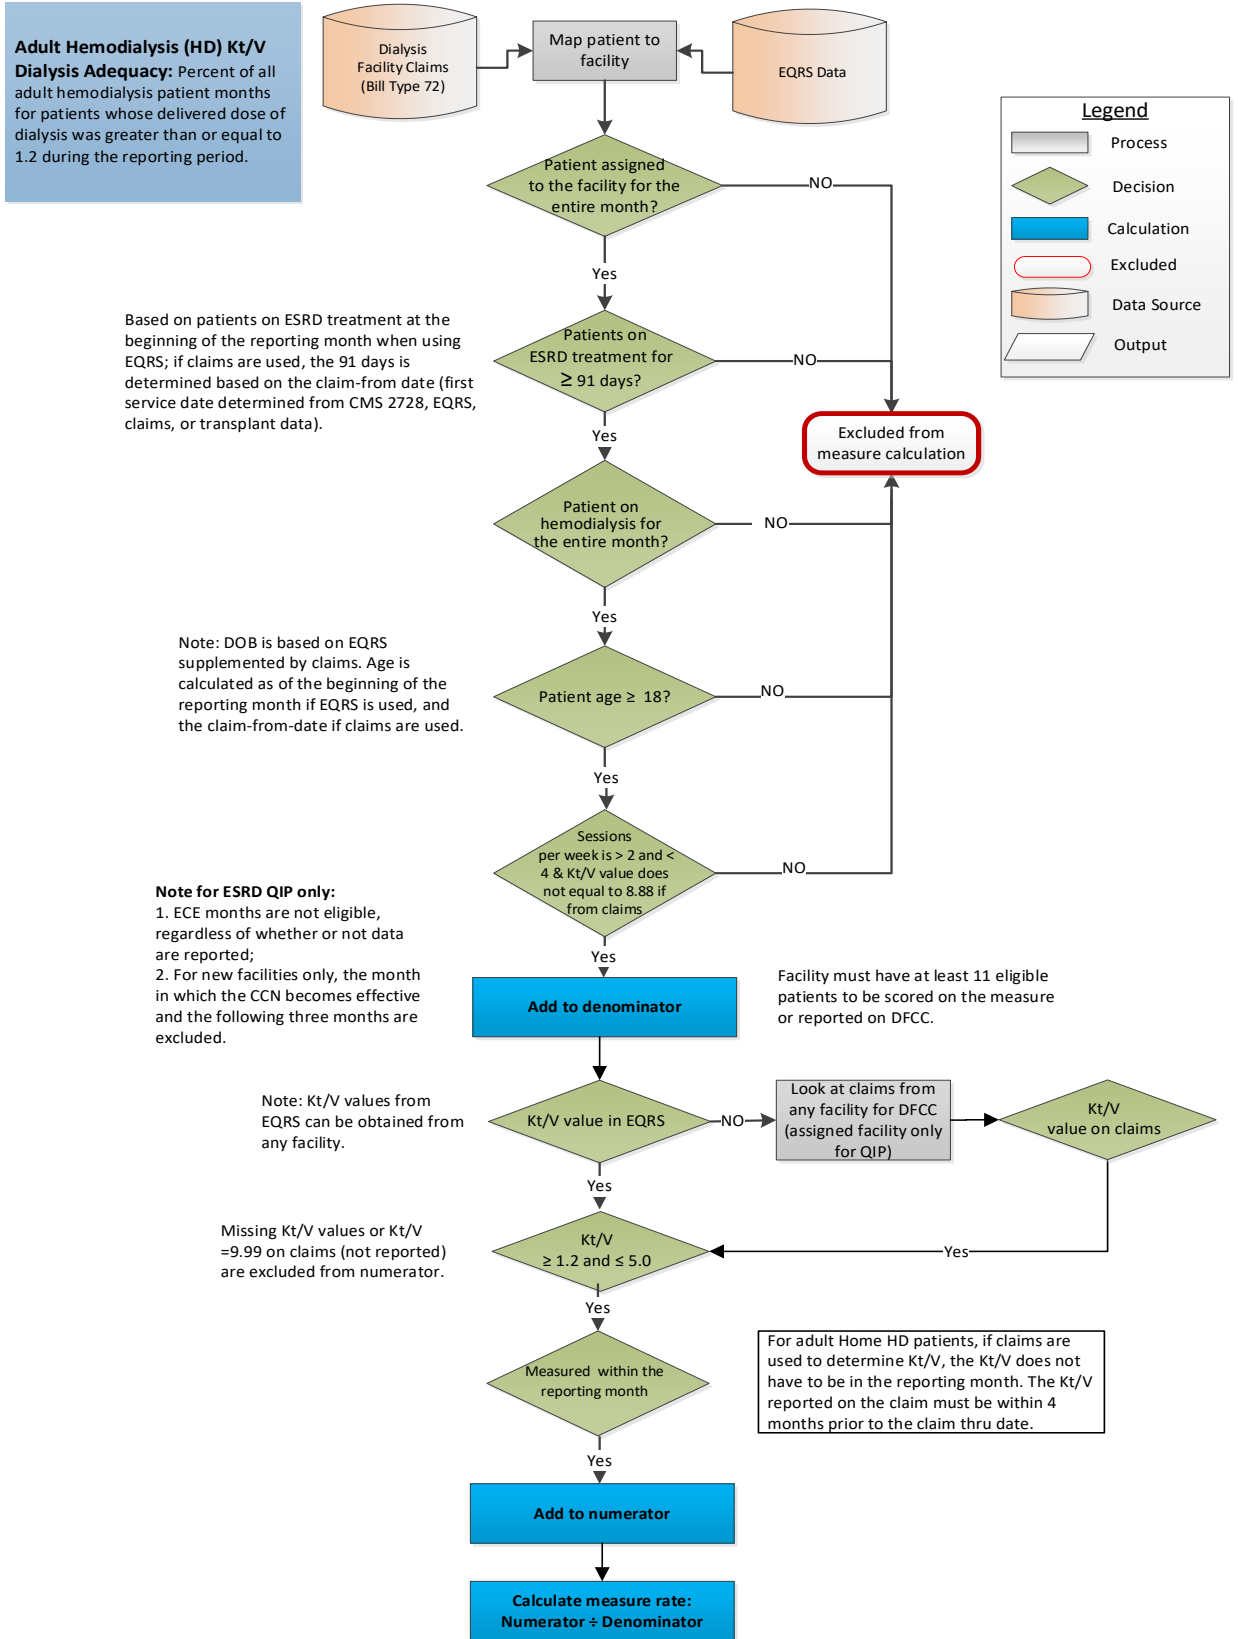 Adult Hemodialysis (HD) Kt/V
Dialysis Adequacy: Percent of all
adult hemodialysis patient months
for patients whose delivered dose of
dialysis was greater than or equal to
1.2 during the reporting period.
Dialysis
Facility Claims
(Bill Type 72)
Map patient to
facility
EQRS Data
Legend
Process
Decision
Calculation
Excluded
Data Source
Output
Patient assigned
to the facility for the
entire month?
NO
Yes
Based on patients on ESRD treatment at the
beginning of the reporting month when using
EQRS; if claims are used, the 91 days is
determined based on the claim-from date (first
service date determined from CMS 2728, EQRS,
claims, or transplant data).
Patients on
ESRD treatment for
≥ 91 days?
NO
Yes
Excluded from
measure calculation
Patient on
hemodialysis for
the entire month?
NO
Yes
Note: DOB is based on EQRS
supplemented by claims. Age is
calculated as of the beginning of the
reporting month if EQRS is used, and
the claim-from-date if claims are used.
Patient age ≥ 18?
NO
Yes
Sessions
per week is > 2 and <
4 & Kt/V value does
not equal to 8.88 if
from claims
NO
Yes
Note for ESRD QIP only:
1. ECE months are not eligible,
regardless of whether or not data
are reported;
2. For new facilities only, the month
in which the CCN becomes effective
and the following three months are
excluded.
Add to denominator
Facility must have at least 11 eligible
patients to be scored on the measure
or reported on DFCC.
Note: Kt/V values from
EQRS can be obtained from
any facility.
Kt/V value in EQRS
NO
Look at claims from
any facility for DFCC
(assigned facility only
for QIP)
Kt/V
value on claims
Yes
Yes
Missing Kt/V values or Kt/V
=9.99 on claims (not reported)
are excluded from numerator.
Kt/V
≥ 1.2 and ≤ 5.0
Yes
Measured within the
reporting month
For adult Home HD patients, if claims are
used to determine Kt/V, the Kt/V does not
have to be in the reporting month. The Kt/V
reported on the claim must be within 4
months prior to the claim thru date.
Yes
Add to numerator
Calculate measure rate:
Numerator ÷ Denominator